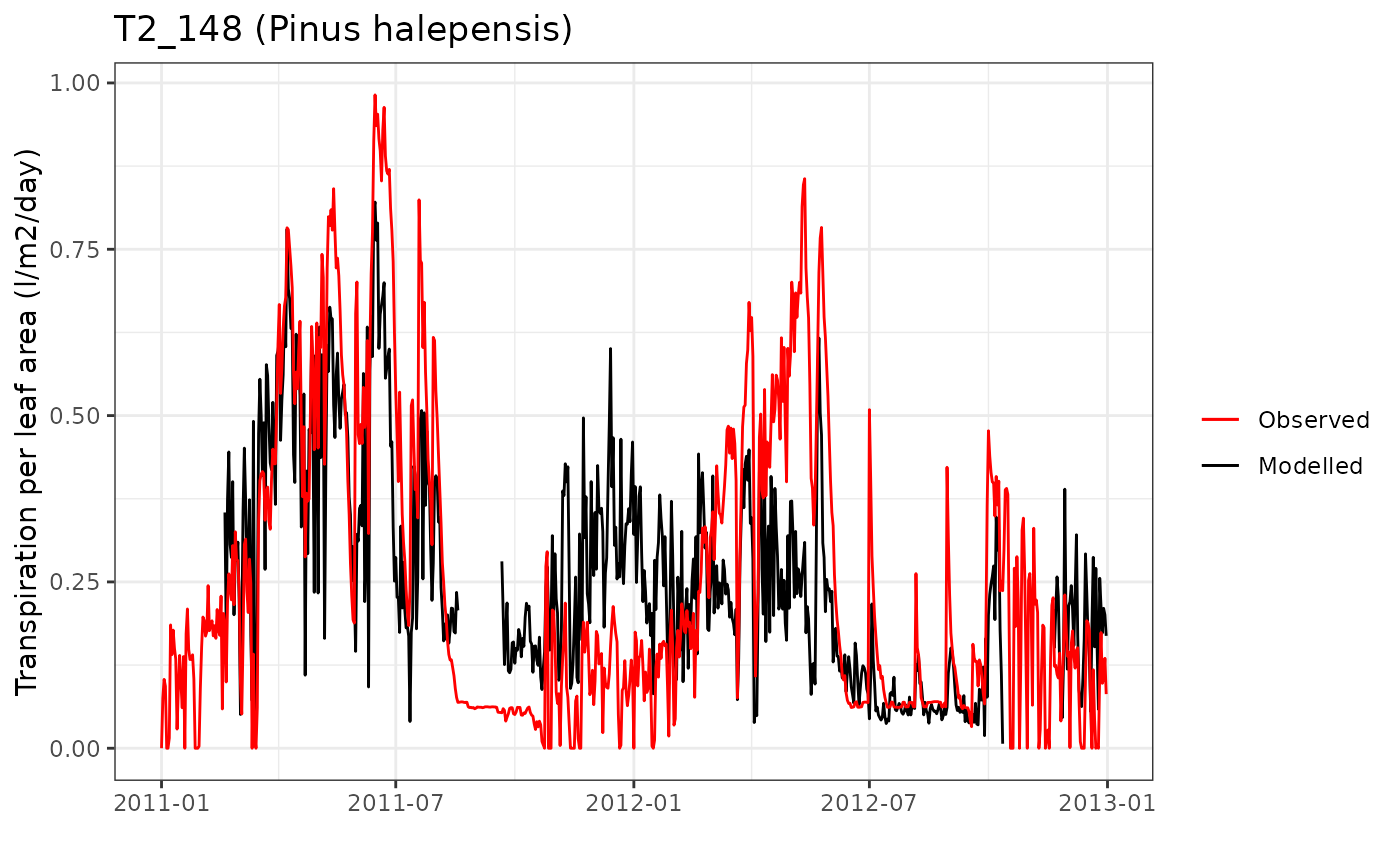 T2_148 (Pinus halepensis)
Transpiration per leaf area (l/m2/day)
1.00
0.75
0.50
0.25
0.00
2011-01
2011-07
2012-01
2012-07
2013-01
Observed
Modelled